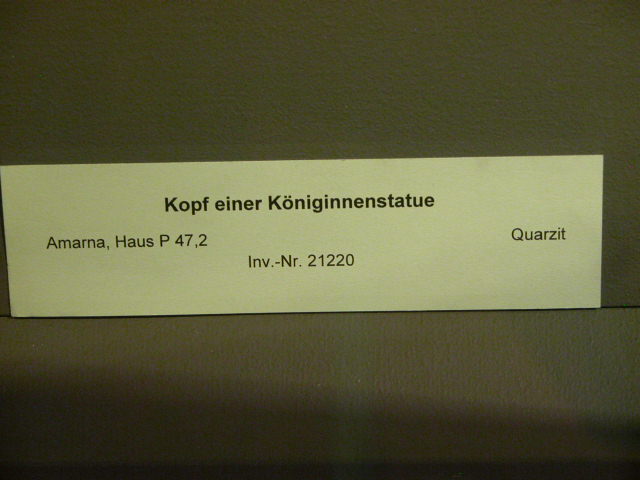 Kopf einer Königinnenstatue
Amarna, Haus P 47,2 Quarzit
Inv.-Nr. 21220